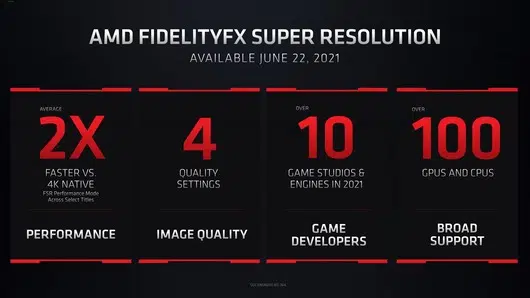 AMD FIDELITYFX SUPER RESOLUTION
AVAILABLE JUNE 22, 2021
AVERAGE
2X
FASTER VS.
4K NATIVE
FSR Performance Mode
Across Select Titles
PERFORMANCE
4
QUALITY
SETTINGS
IMAGE QUALITY
OVER
10
GAME STUDIOS &
ENGINES IN 2021
GAME
DEVELOPERS
OVER
100
GPUS AND CPUS
BROAD
SUPPORT